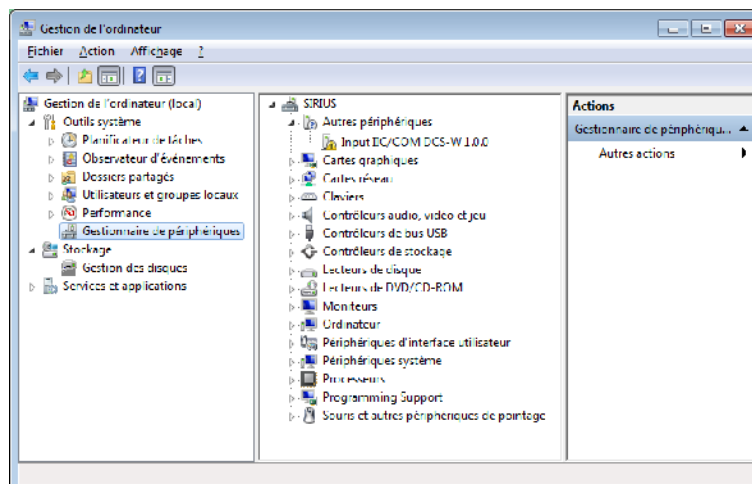 Gestion de l'ordinateur
Fichier Action Affichage ?
Gestion de l'ordinateur (local)
Outils système
Planificateur de tâches
Observateur d'événements
Dossiers partagés
Utilisateurs et groupes locaux
Performance
Gestionnaire de périphériques
Stockage
Gestion des disques
Services et applications
SIRIUS
Autres périphériques
Input DCS-W 1.0.0
Cartes graphiques
Cartes réseau
Claviers
Contrôleurs audio, vidéo et jeu
Contrôleurs de bus USB
Contrôleurs de stockage
Lecteurs de disque
Lecteurs de DVD/CD-ROM
Moniteurs
Ordinateur
Périphériques d'interface utilisateur
Périphériques système
Processeurs
Programming Support
Souris et autres périphériques de pointage
Actions
Gestionnaire de périphériqu...
Autres actions